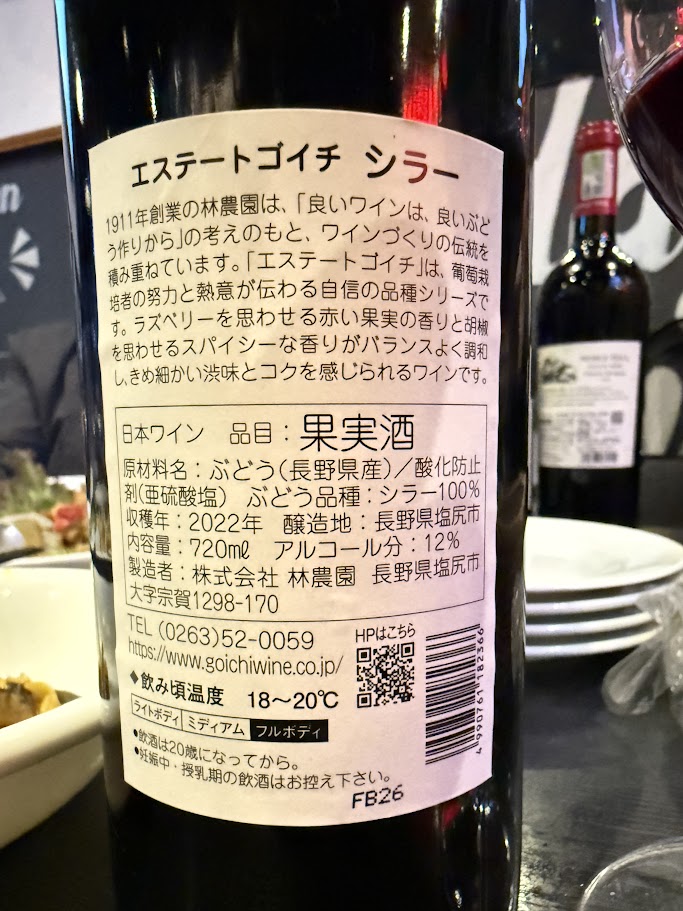 エステートゴイチ シラー
1911年創業の林農園は、「良いワインは、良いぶど
う作りから」の考えのもと、ワインづくりの伝統を
積み重ねています。「エステートゴイチ」は、葡萄栽
培者の努力と熱意が伝わる自信の品種シリーズで
す。ラズベリーを思わせる赤い果実の香りと胡椒
を思わせるスパイシーな香りがバランスよく調和
し、きめ細かい渋味とコクを感じられるワインです。
日本ワイン 品目：果実酒
原材料名：ぶどう（長野県産）／酸化防止
剤（亜硫酸塩） ぶどう品種：シラー100％
収穫年：2022年 醸造地：長野県塩尻市
内容量：720mℓ アルコール分：12％
製造者：株式会社 林農園 長野県塩尻市
大字宗賀1298-170
TEL (0263)52-0059
https://www.goichiwine.co.jp/
HPはこちら
◆飲み頃温度 18〜20℃
ライトボディ ミディアム フルボディ
●飲酒は20歳になってから。
●妊娠中・授乳期の飲酒はお控え下さい。
FB26
4 990161 182366